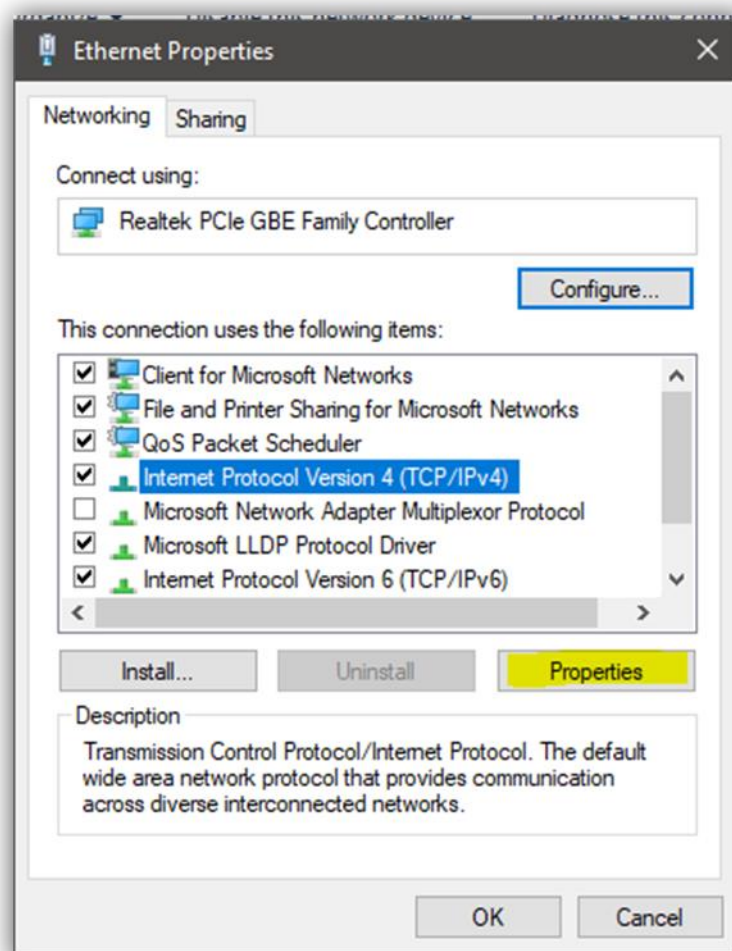 Ethernet Properties
Networking
Sharing
Connect using:
Realtek PCIe GBE Family Controller
Configure...
This connection uses the following items:
Client for Microsoft Networks
File and Printer Sharing for Microsoft Networks
QoS Packet Scheduler
Internet Protocol Version 4 (TCP/IPv4)
Microsoft Network Adapter Multiplexor Protocol
Microsoft LLDP Protocol Driver
Internet Protocol Version 6 (TCP/IPv6)
Install...
Uninstall
Properties
Description
Transmission Control Protocol/Internet Protocol. The default
wide area network protocol that provides communication
across diverse interconnected networks.
OK
Cancel